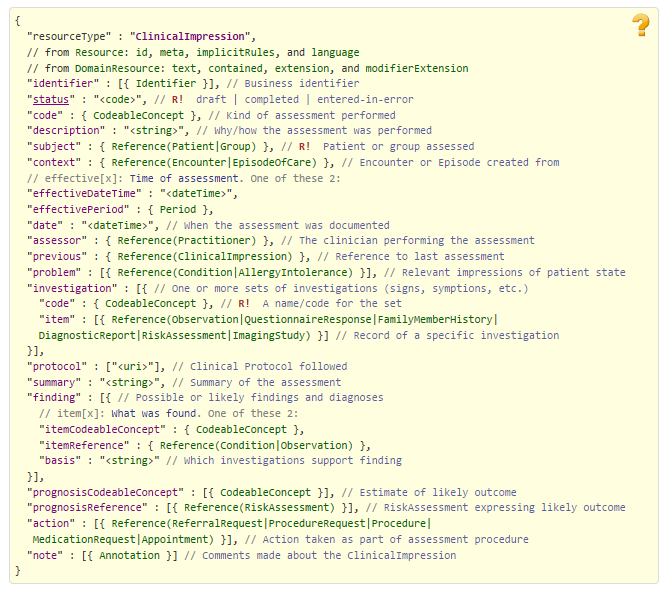 {
"resourceType" : "ClinicalImpression",
// from Resource: id, meta, implicitRules, and language
// from DomainResource: text, contained, extension, and modifierExtension
"identifier" : [{ Identifier }], // Business identifier
"status" : "<code>", // R!  draft | completed | entered-in-error
"code" : { CodeableConcept }, // Kind of assessment performed
"description" : "<string>", // Why/how the assessment was performed
"subject" : { Reference(Patient|Group) }, // R!  Patient or group assessed
"context" : { Reference(Encounter|EpisodeOfCare) }, // Encounter or Episode created from
// effective[x]: Time of assessment. One of these 2:
"effectiveDateTime" : "<dateTime>",
"effectivePeriod" : { Period },
"date" : "<dateTime>", // When the assessment was documented
"assessor" : { Reference(Practitioner) }, // The clinician performing the assessment
"previous" : { Reference(ClinicalImpression) }, // Reference to last assessment
"problem" : [{ Reference(Condition|AllergyIntolerance) }], // Relevant impressions of patient state
"investigation" : [{ // One or more sets of investigations (signs, symptoms, etc.)
"code" : { CodeableConcept }, // R!  A name/code for the set
"item" : [{ Reference(Observation|QuestionnaireResponse|FamilyMemberHistory|
DiagnosticReport|RiskAssessment|ImagingStudy) }] // Record of a specific investigation
}],
"protocol" : ["<uri>"], // Clinical Protocol followed
"summary" : "<string>", // Summary of the assessment
"finding" : [{ // Possible or likely findings and diagnoses
// item[x]: What was found. One of these 2:
"itemCodeableConcept" : { CodeableConcept },
"itemReference" : { Reference(Condition|Observation) },
"basis" : "<string>" // Which investigations support finding
}],
"prognosisCodeableConcept" : [{ CodeableConcept }], // Estimate of likely outcome
"prognosisReference" : [{ Reference(RiskAssessment) }], // RiskAssessment expressing likely outcome
"action" : [{ Reference(ReferralRequest|ProcedureRequest|Procedure|
MedicationRequest|Appointment) }], // Action taken as part of assessment procedure
"note" : [{ Annotation }] // Comments made about the ClinicalImpression
}